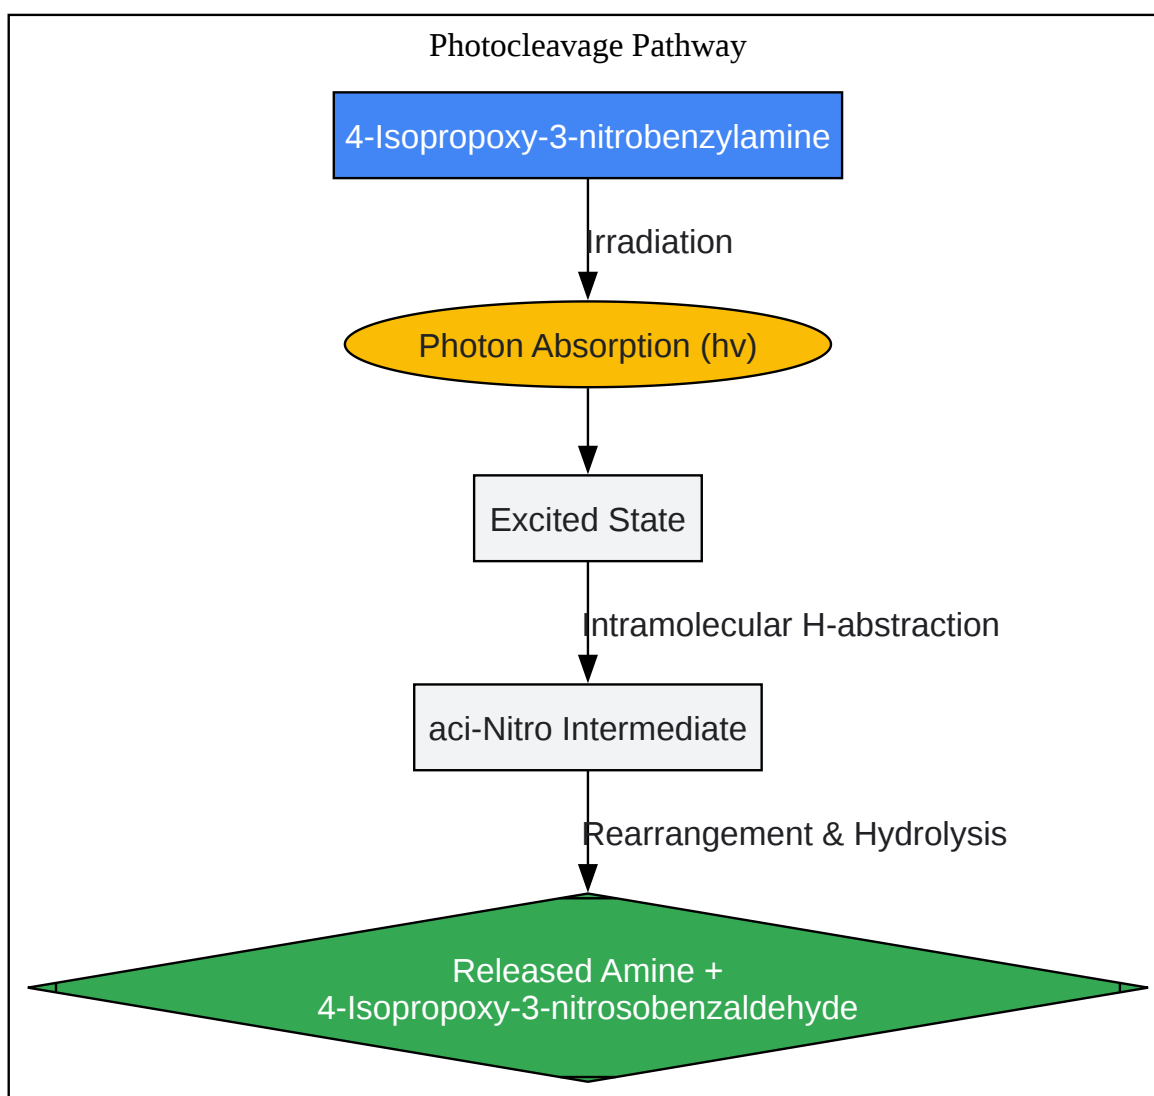 Photocleavage Pathway
4-Isopropoxy-3-nitrobenzylamine
Irradiation
Photon Absorption (hv)
Excited State
Intramolecular H-abstraction
aci-Nitro Intermediate
Rearrangement & Hydrolysis
Released Amine +
4-Isopropoxy-3-nitrosobenzaldehyde